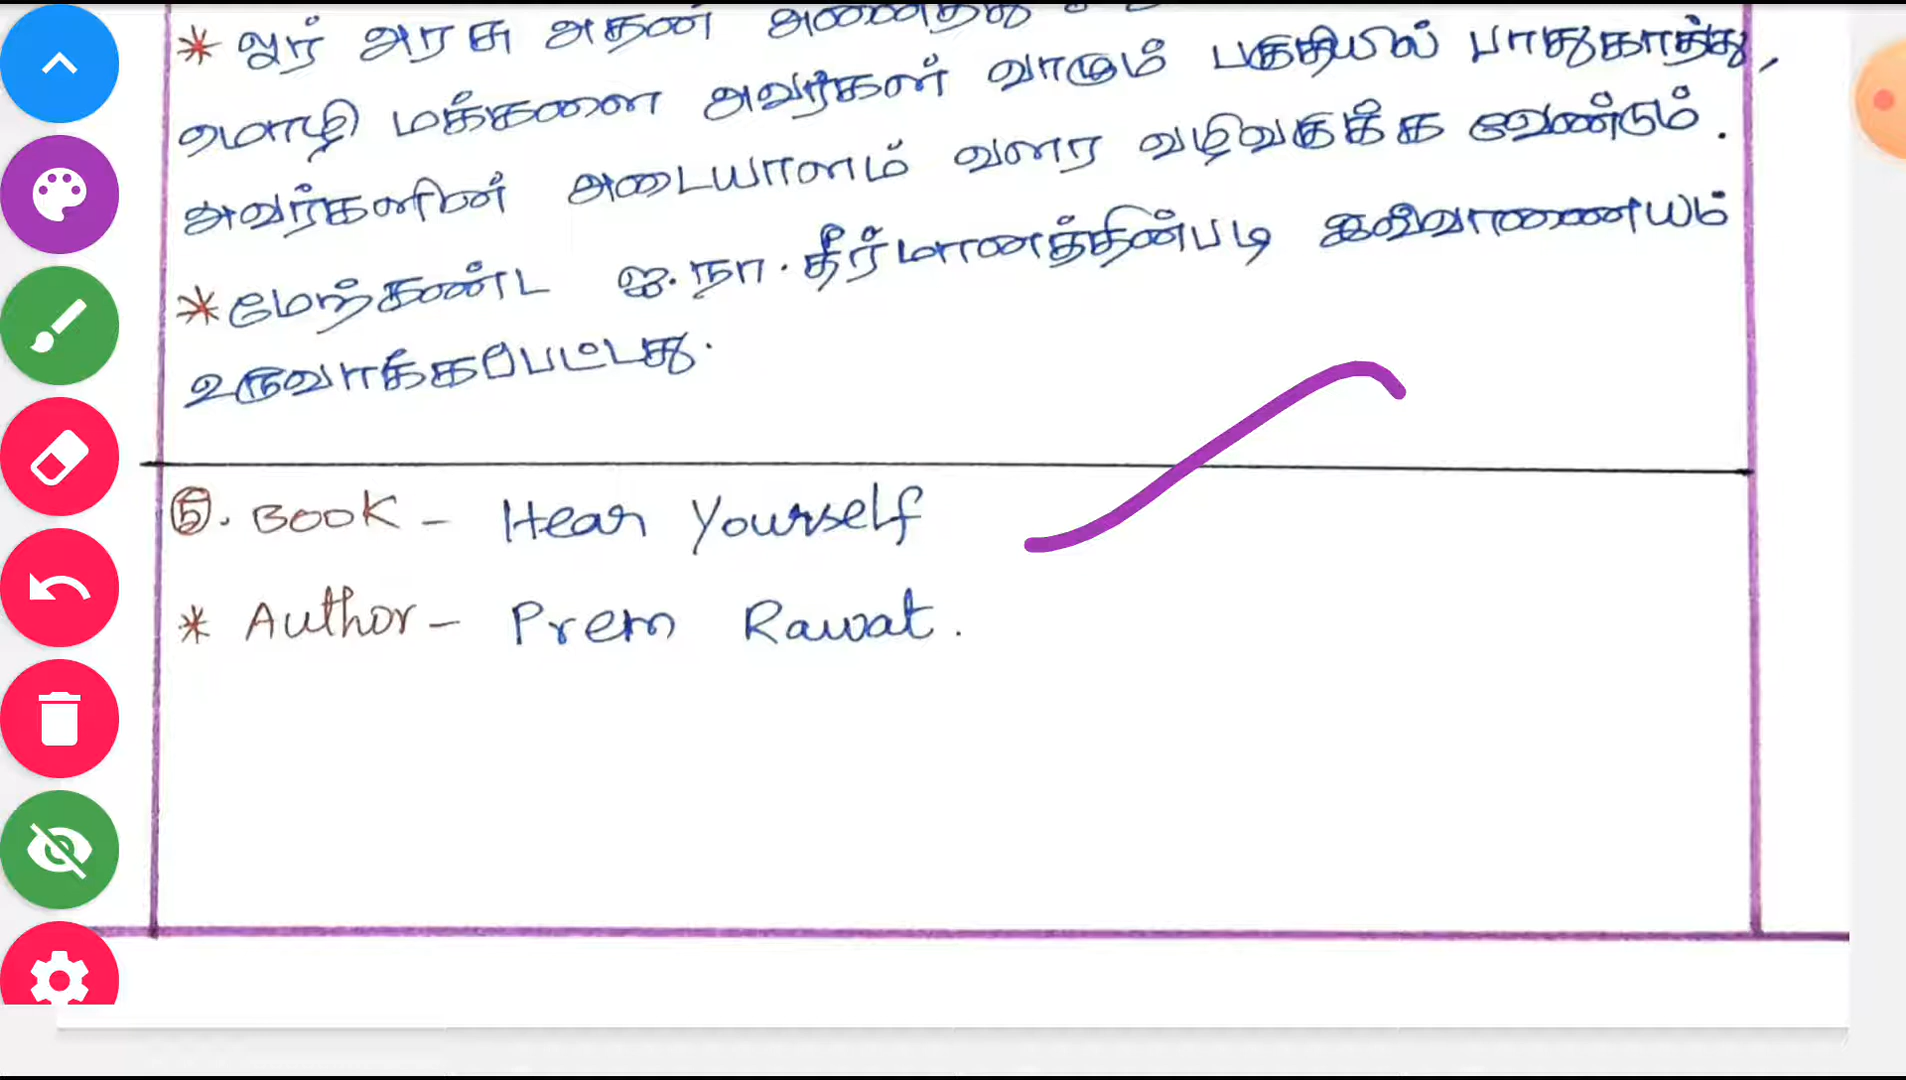 * ஓர் அரசு அதன் அனைத்து
மொழி மக்களை அவர்கள் வாழும் பகுதியில் பாதுகாத்து,
அவர்களின் அடையாளம் வளர வழிவகுக்க வேண்டும்.
* மேற்கண்ட ஐ.நா. தீர்மானத்தின்படி இவ்வாணையம்
உருவாக்கப்பட்டது.
⑤. Book - Hear Yourself
* Author - Prem Rawat.